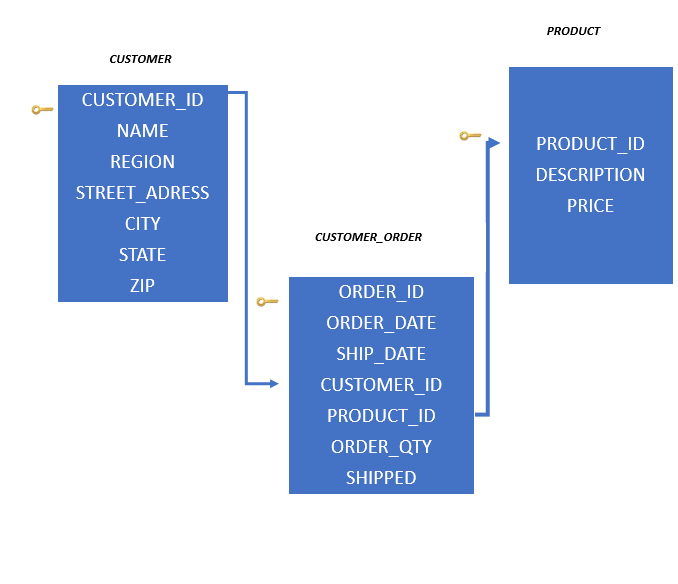 CUSTOMER
CUSTOMER_ID
NAME
REGION
STREET_ADRESS
CITY
STATE
ZIP
CUSTOMER_ORDER
ORDER_ID
ORDER_DATE
SHIP_DATE
CUSTOMER_ID
PRODUCT_ID
ORDER_QTY
SHIPPED
PRODUCT
PRODUCT_ID
DESCRIPTION
PRICE